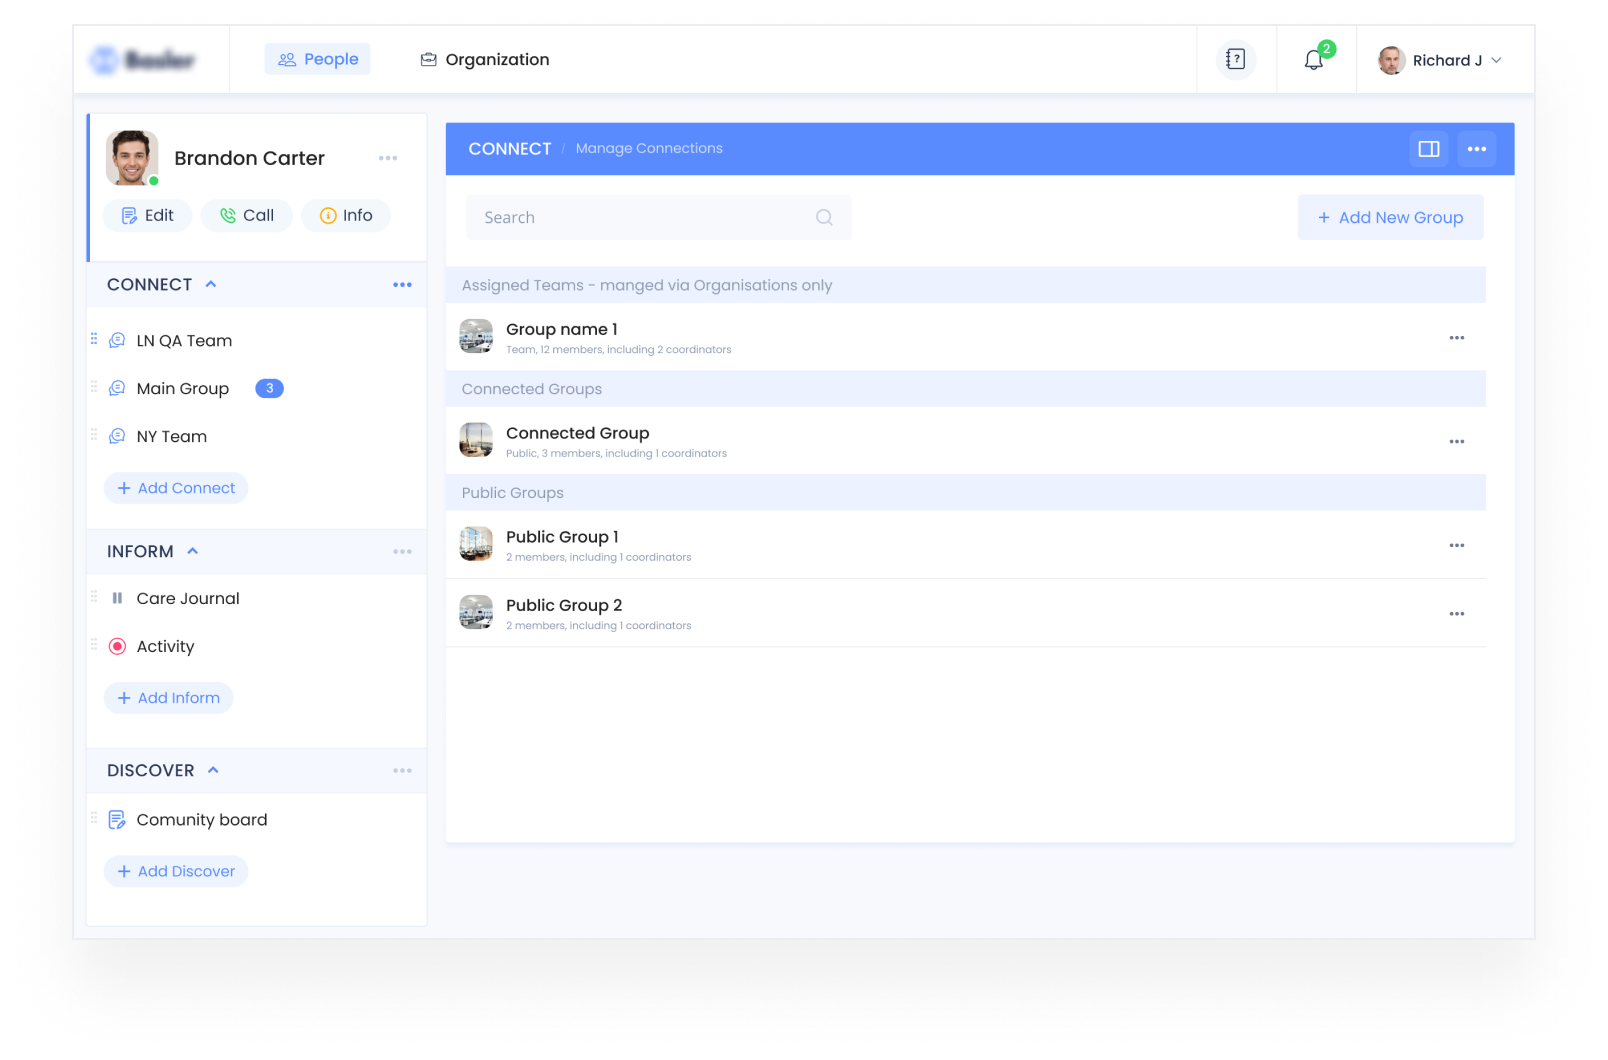 People
Organization
2
Richard J
Brandon Carter
Edit
Call
Info
CONNECT
LN QA Team
Main Group 3
NY Team
+ Add Connect
INFORM
Care Journal
Activity
+ Add Inform
DISCOVER
Comunity board
+ Add Discover
CONNECT / Manage Connections
Search
+ Add New Group
Assigned Teams - manged via Organisations only
Group name 1
Team, 12 members, including 2 coordinators
Connected Groups
Connected Group
Public, 3 members, including 1 coordinators
Public Groups
Public Group 1
2 members, including 1 coordinators
Public Group 2
2 members, including 1 coordinators